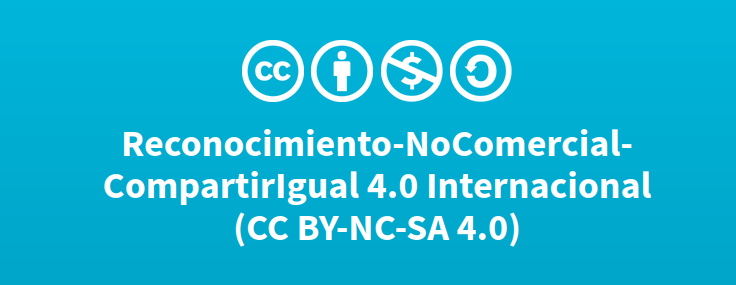 cc
Reconocimiento-NoComercial-
CompartirIgual 4.0 Internacional
(CC BY-NC-SA 4.0)